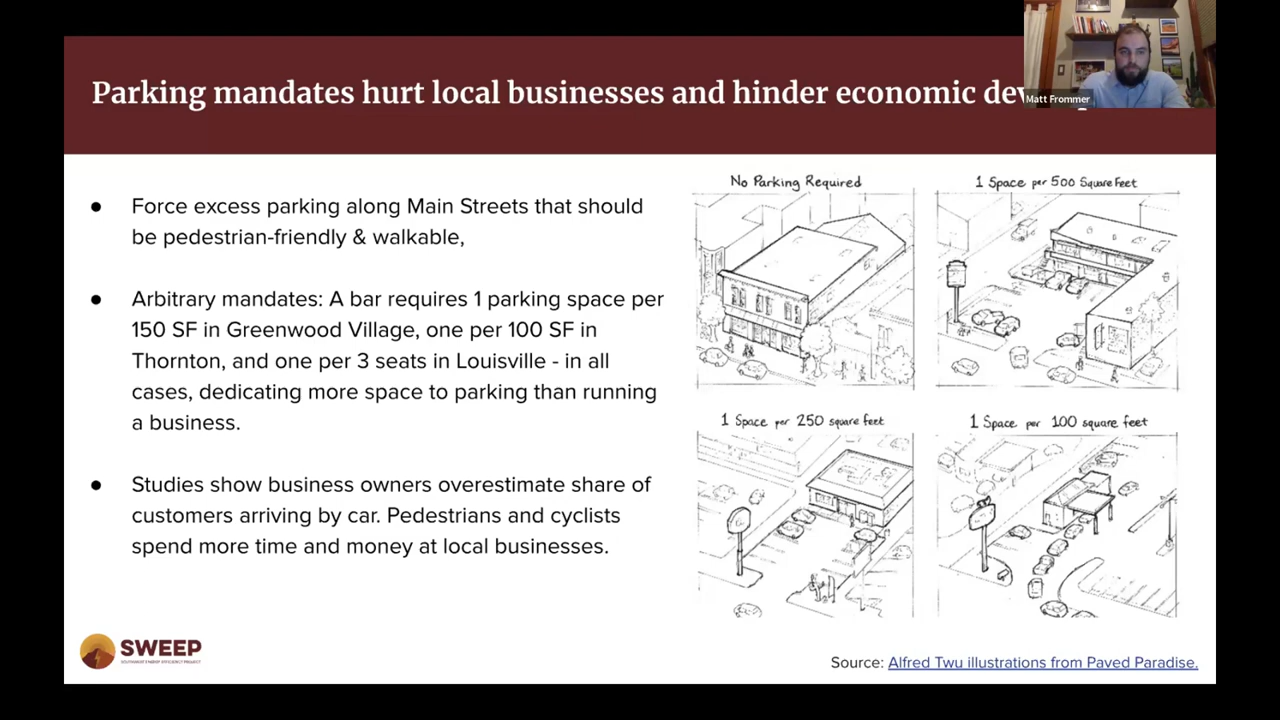 Parking mandates hurt local businesses and hinder economic
Matt Frommer
● Force excess parking along Main Streets that should
be pedestrian-friendly & walkable,
● Arbitrary mandates: A bar requires 1 parking space per
150 SF in Greenwood Village, one per 100 SF in
Thornton, and one per 3 seats in Louisville - in all
cases, dedicating more space to parking than running
a business.
● Studies show business owners overestimate share of
customers arriving by car. Pedestrians and cyclists
spend more time and money at local businesses.
No Parking Required
1 Space per 500 Square Feet
1 Space per 250 square feet
1 Space per 100 square feet
SWEEP
SOUTHWEST ENERGY EFFICIENCY PROJECT
Source: Alfred Twu illustrations from Paved Paradise.